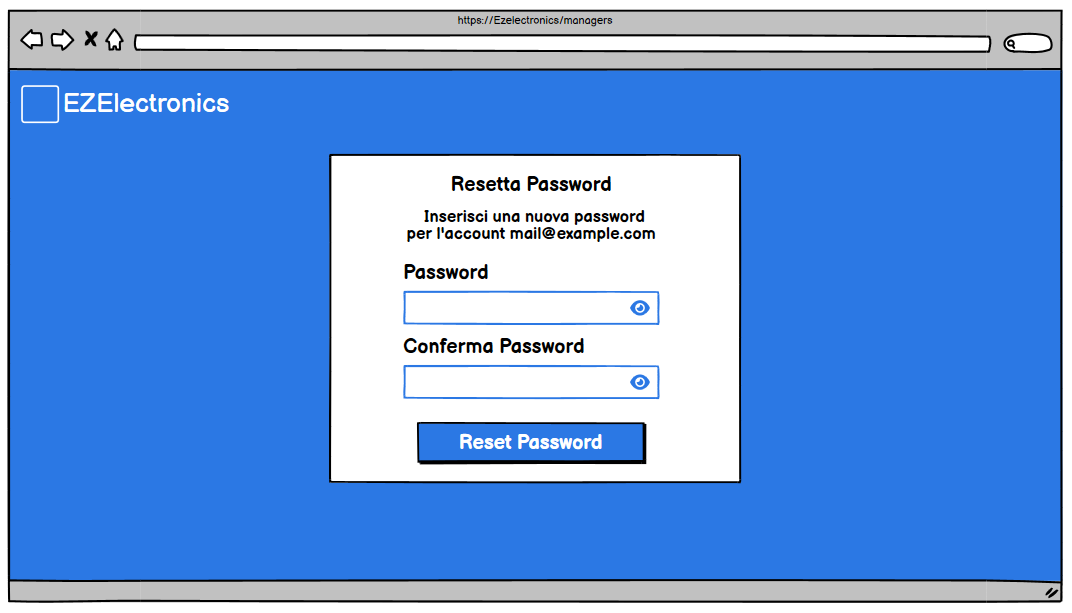 https://Ezelectronics/managers
EZElectronics
Resetta Password
Inserisci una nuova password
per l'account mail@example.com
Password
Conferma Password
Reset Password